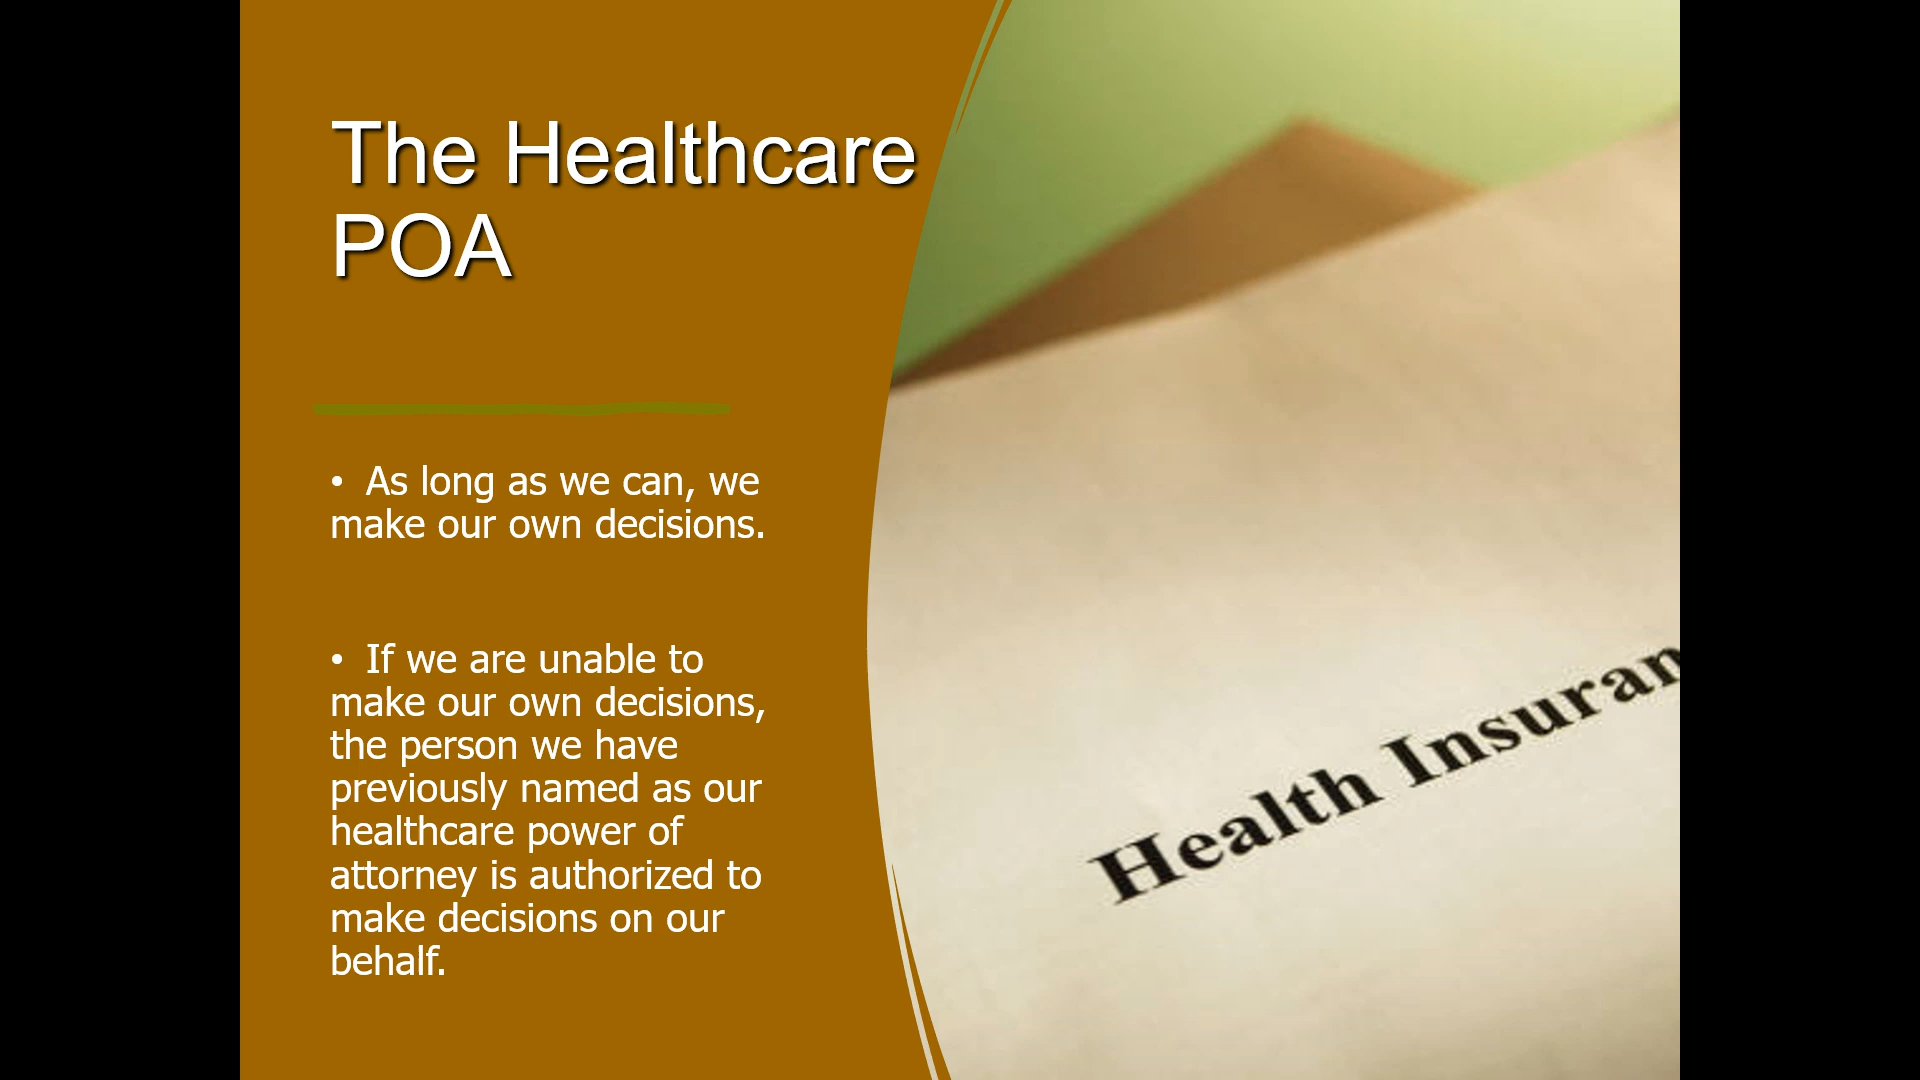 The Healthcare
POA
• As long as we can, we
make our own decisions.
• If we are unable to
make our own decisions,
the person we have
previously named as our
healthcare power of
attorney is authorized to
make decisions on our
behalf.
Health Insuran